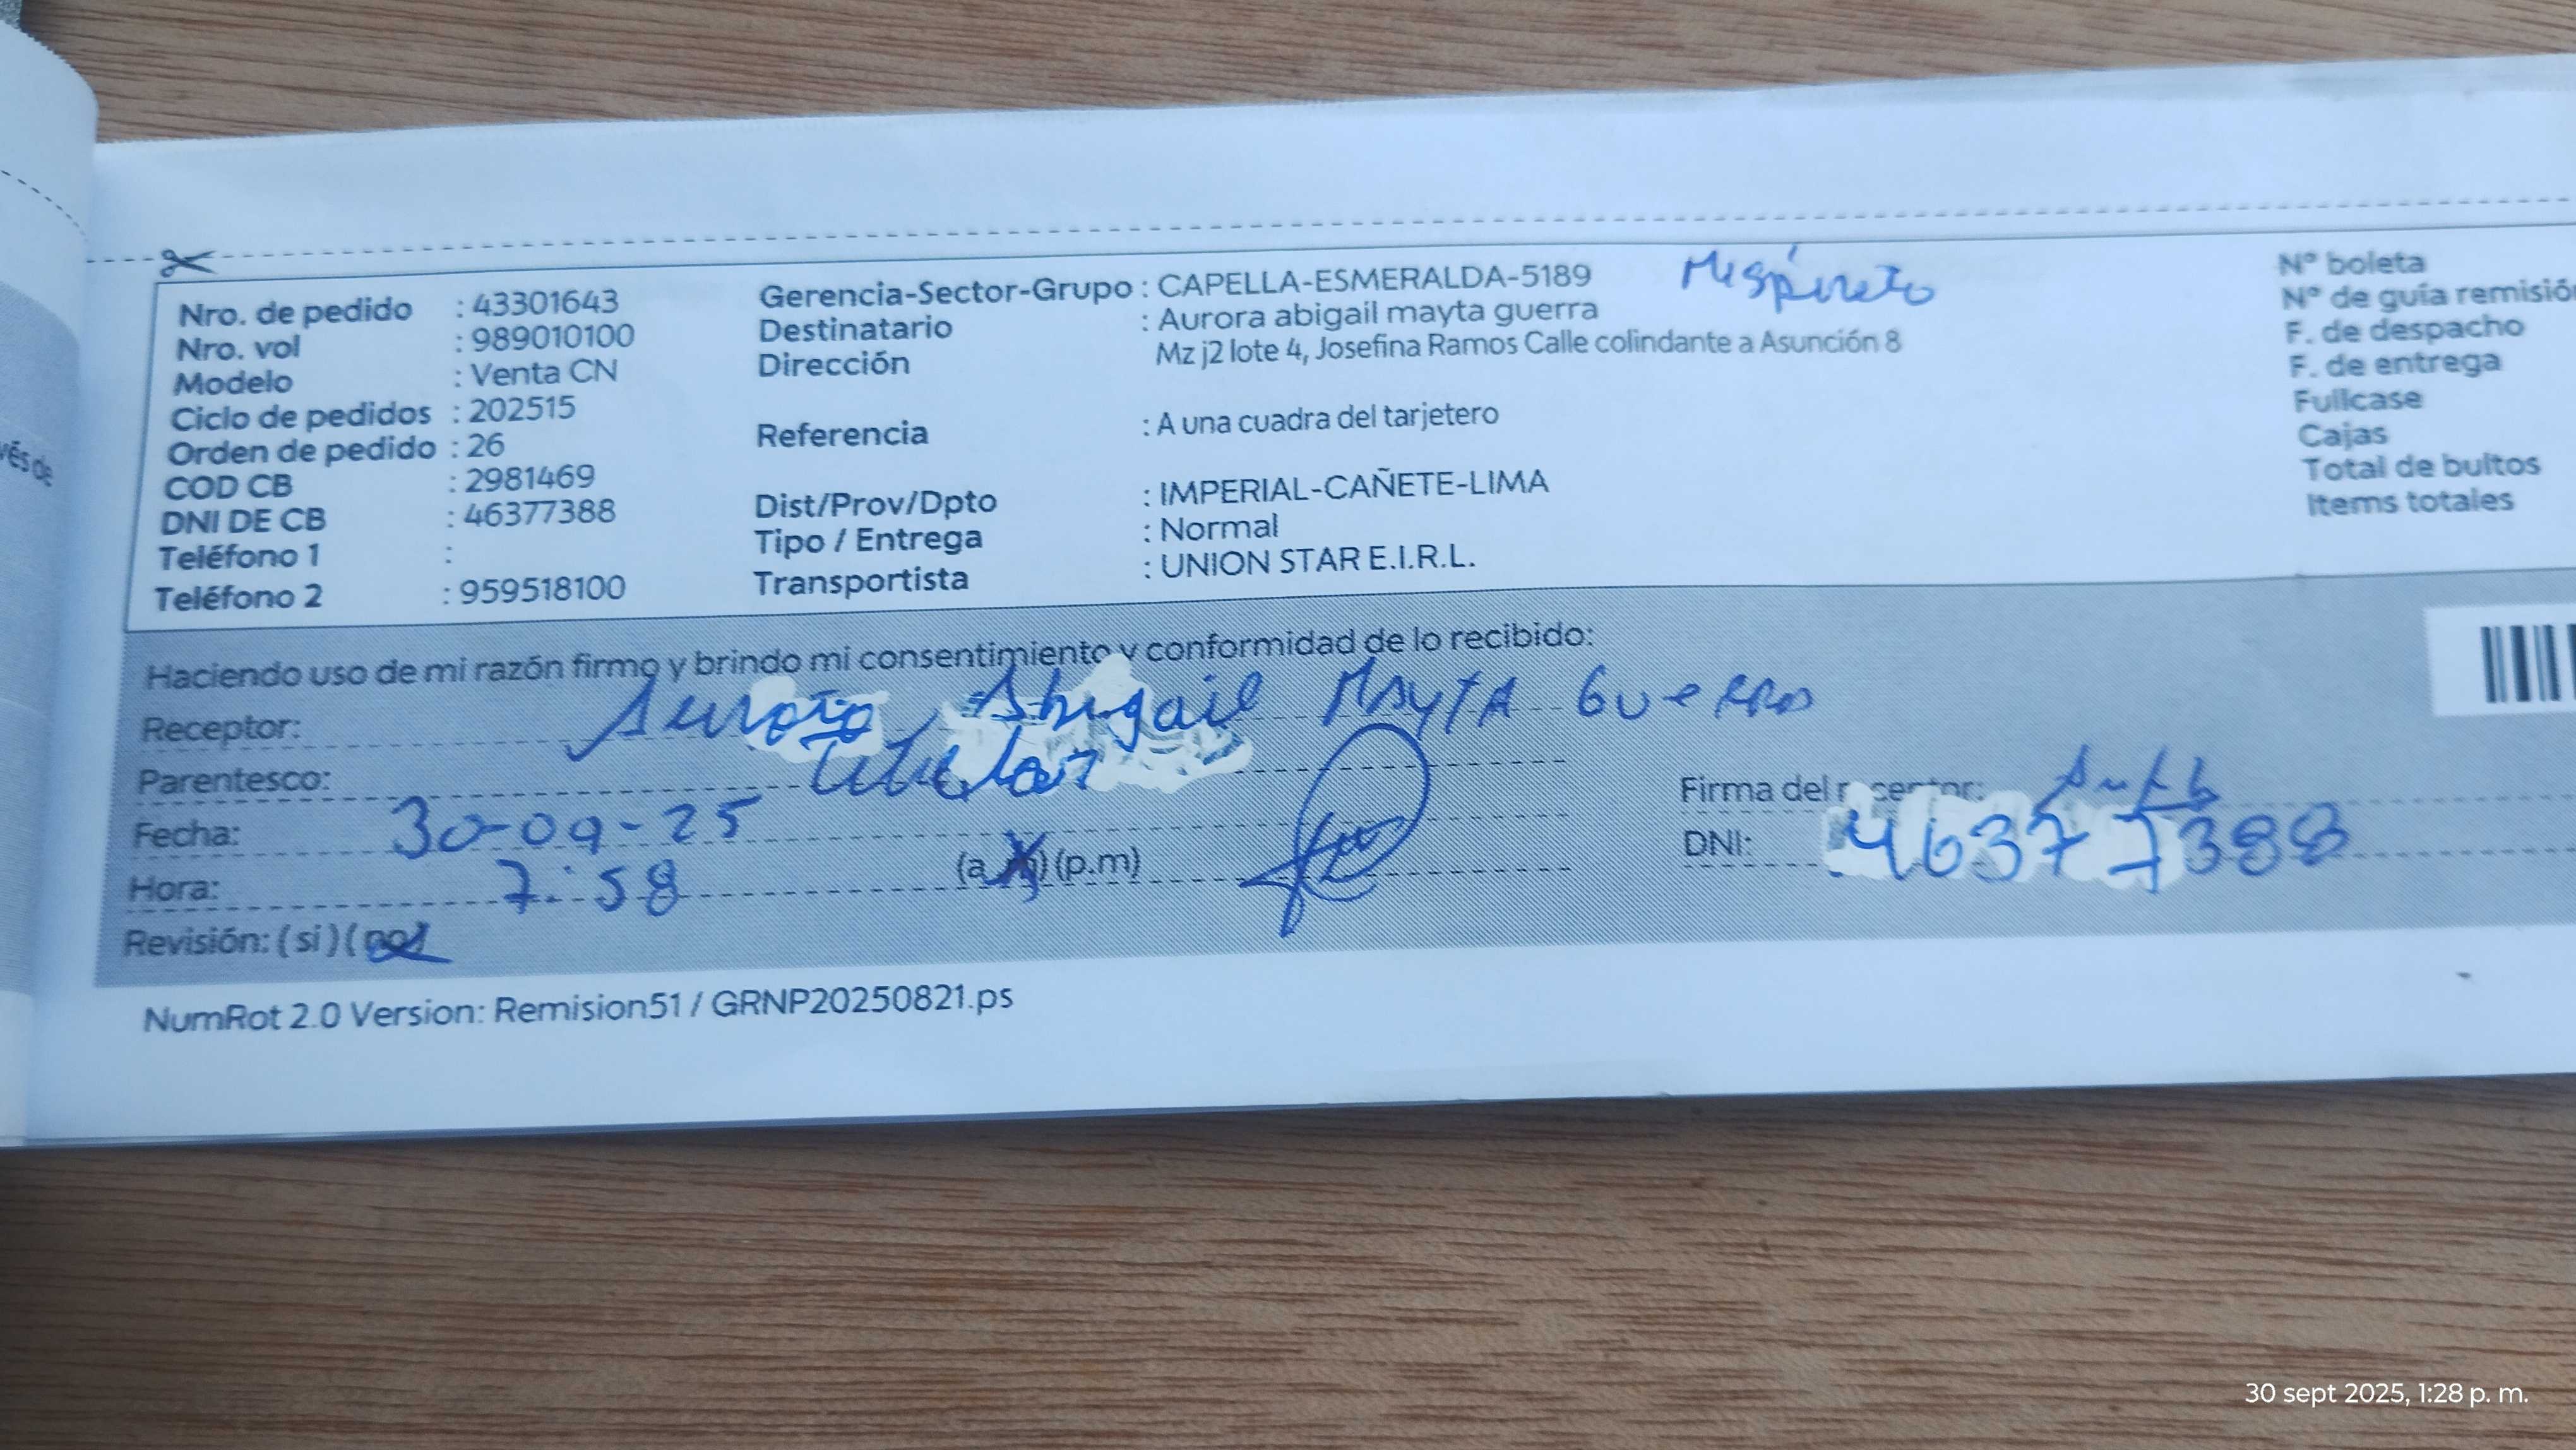 Nro. de pedido : 43301643
Nro. vol : 989010100
Modelo : Venta CN
Ciclo de pedidos : 202515
Orden de pedido : 26
COD CB : 2981469
DNI DE CB : 46377388
Teléfono 1 :
Teléfono 2 : 959518100
Gerencia-Sector-Grupo : CAPELLA-ESMERALDA-5189
Destinatario : Aurora abigail mayta guerra
Dirección Mz j2 lote 4, Josefina Ramos Calle colindante a Asunción 8
Referencia : A una cuadra del tarjetero
Dist/Prov/Dpto : IMPERIAL-CAÑETE-LIMA
Tipo / Entrega : Normal
Transportista : UNION STAR E.I.R.L.
N° boleta
N° de guía remisió
F. de despacho
F. de entrega
Fullcase
Cajas
Total de bultos
Items totales
vés de
Haciendo uso de mi razón firmo y brindo mi consentimiento y conformidad de lo recibido:
Receptor: Aurora Abigail Mayta Guerra
Parentesco: titular
Fecha: 30-09-25
Hora: 7:58 (a.m) (p.m)
Revisión: ( si ) ( no )
Firma del receptor:
DNI: 46377388
NumRot 2.0 Version: Remision51 / GRNP20250821.ps
30 sept 2025, 1:28 p. m.